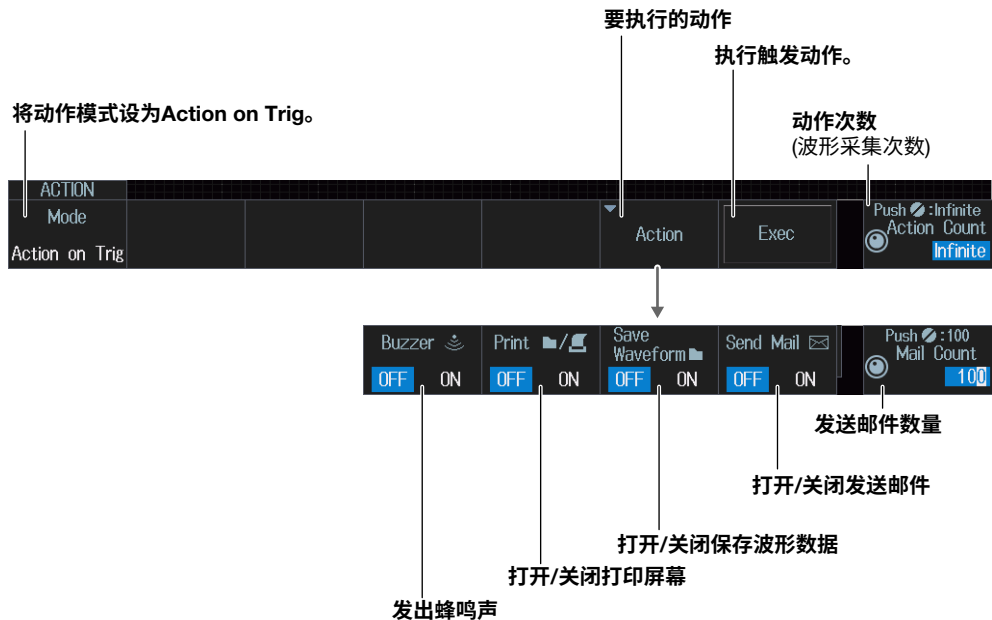 要执行的动作
执行触发动作。
将动作模式设为Action on Trig。
动作次数
(波形采集次数)
ACTION
Mode
Action on Trig
Action
Exec
Push :Infinite
Action Count
Infinite
Buzzer
OFF ON
Print /
OFF ON
Save
Waveform
OFF ON
Send Mail
OFF ON
Push :100
Mail Count
100
发送邮件数量
打开/关闭发送邮件
打开/关闭保存波形数据
打开/关闭打印屏幕
发出蜂鸣声